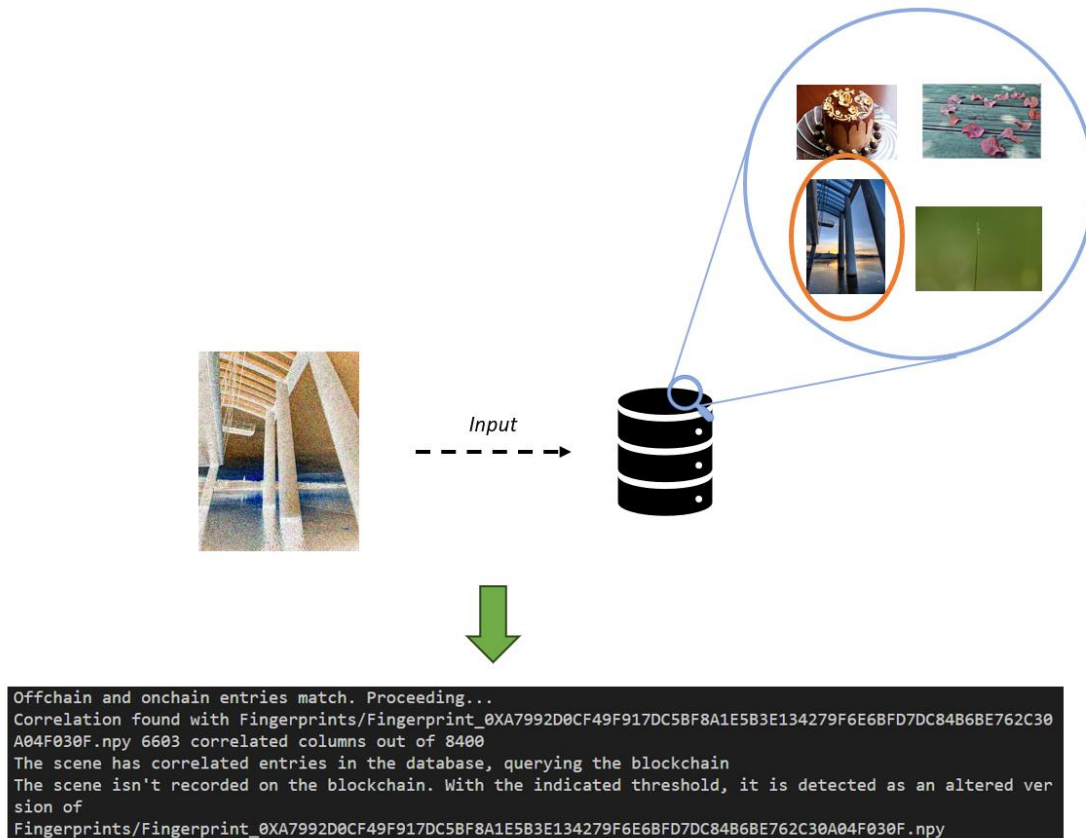 Input
Offchain and onchain entries match. Proceeding...
Correlation found with Fingerprints/Fingerprint_0XA7992D0CF49F917DC5BF8A1E5B3E134279F6E6BFD7DC84B6BE762C30
A04F030F.npy 6603 correlated columns out of 8400
The scene has correlated entries in the database, querying the blockchain
The scene isn't recorded on the blockchain. With the indicated threshold, it is detected as an altered ver
sion of
Fingerprints/Fingerprint_0XA7992D0CF49F917DC5BF8A1E5B3E134279F6E6BFD7DC84B6BE762C30A04F030F.npy